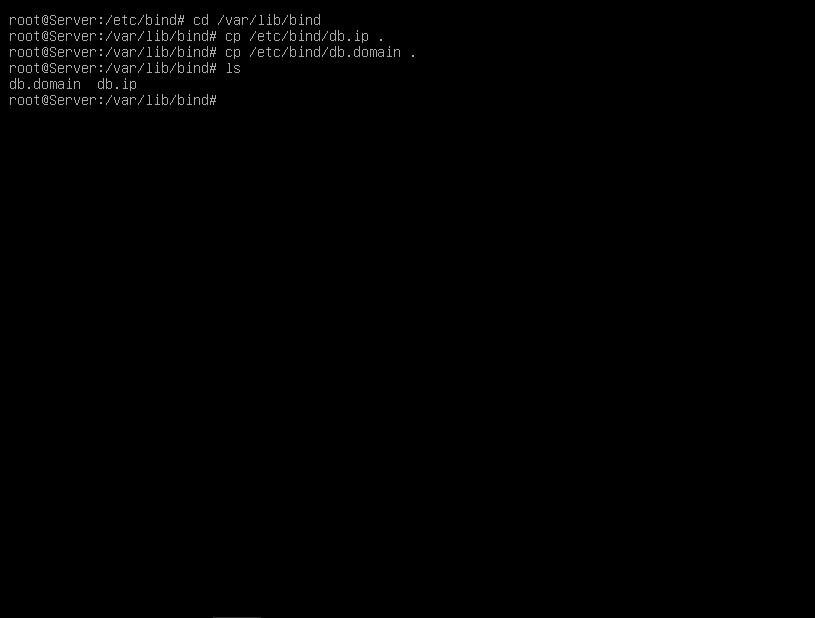 root@Server:/etc/bind# cd /var/lib/bind
root@Server:/var/lib/bind# cp /etc/bind/db.ip .
root@Server:/var/lib/bind# cp /etc/bind/db.domain .
root@Server:/var/lib/bind# ls
db.domain  db.ip
root@Server:/var/lib/bind#